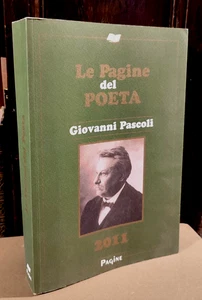 Le Pagine
del
POETA
Giovanni Pascoli
2011
PAGINE